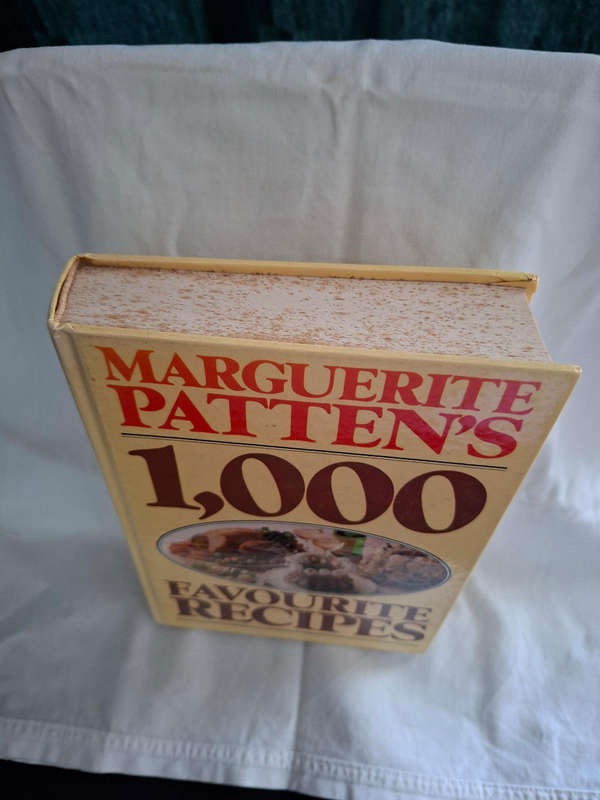 MARGUERITE
PATTEN'S
1,000
FAVOURITE
RECIPES